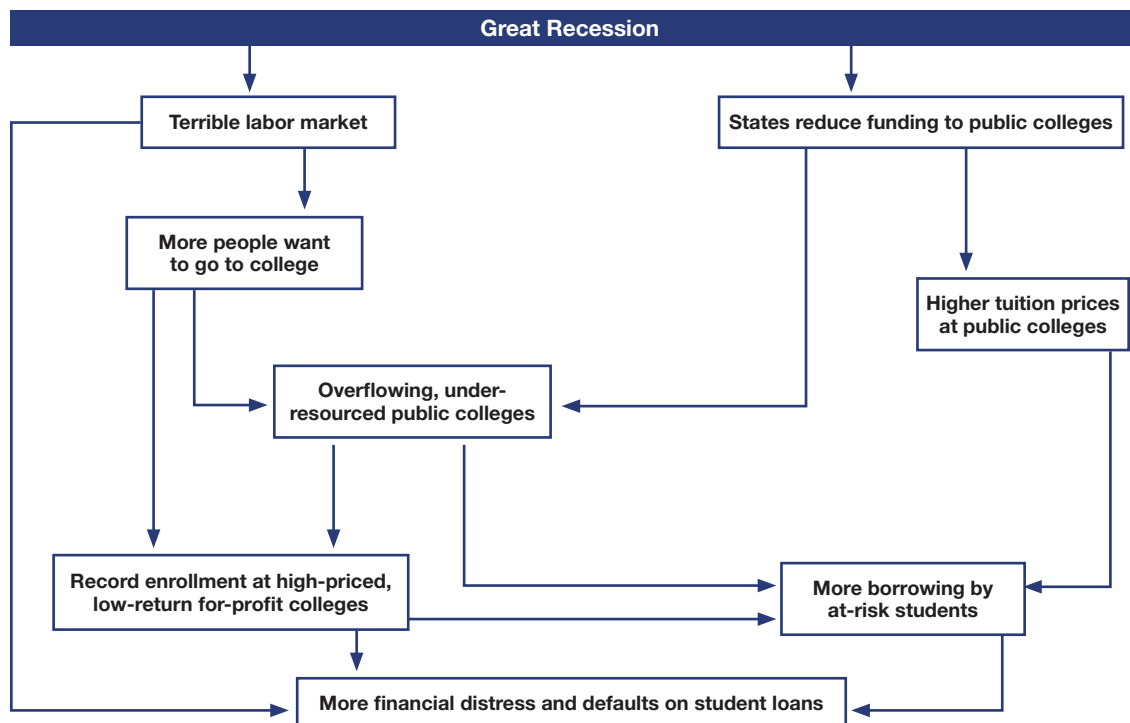 Great Recession
Terrible labor market
States reduce funding to public colleges
More people want
to go to college
Higher tuition prices
at public colleges
Overflowing, under-
resourced public colleges
Record enrollment at high-priced,
low-return for-profit colleges
More borrowing by
at-risk students
More financial distress and defaults on student loans